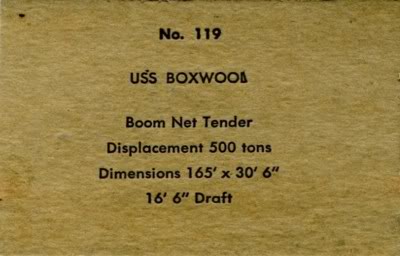 No. 119
USS BOXWOOD
Boom Net Tender
Displacement 500 tons
Dimensions 165' x 30' 6"
16' 6" Draft